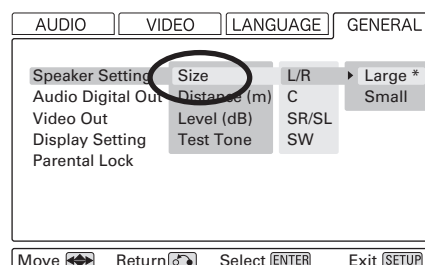 AUDIO VIDEO LANGUAGE GENERAL
Speaker Setting Size L/R Large *
Audio Digital Out Distance (m) C Small
Video Out Level (dB) SR/SL
Display Setting Test Tone SW
Parental Lock
Move Return Select ENTER Exit SETUP